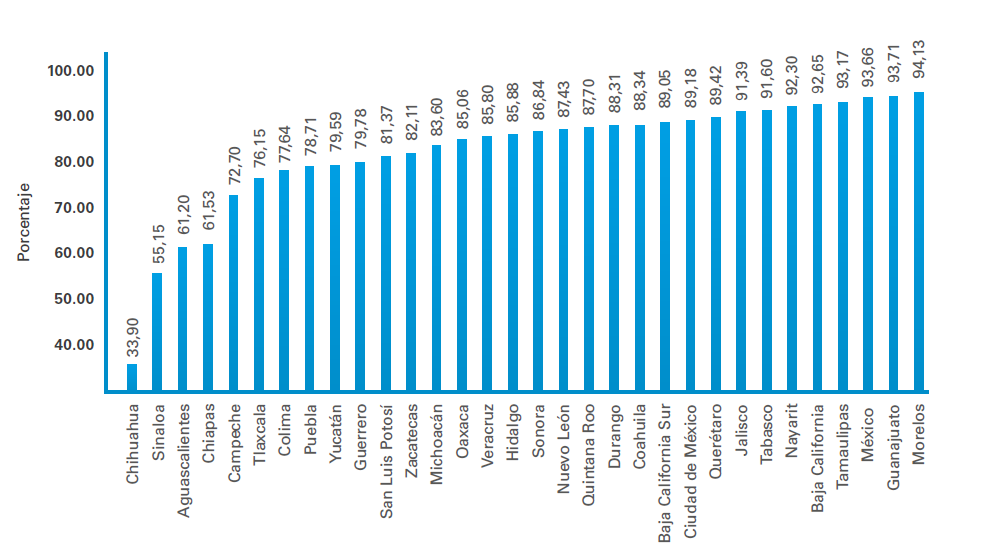 Porcentaje
100.00
90.00
80.00
70.00
60.00
50.00
40.00
33,90
55,15
61,20
61,53
72,70
76,15
77,64
78,71
79,59
79,78
81,37
82,11
83,60
85,06
85,80
85,88
86,84
87,43
87,70
88,31
88,34
89,05
89,18
89,42
91,39
91,60
92,30
92,65
93,17
93,66
93,71
94,13
Chihuahua
Sinaloa
Aguascalientes
Chiapas
Campeche
Tlaxcala
Colima
Puebla
Yucatán
Guerrero
San Luis Potosí
Zacatecas
Michoacán
Oaxaca
Veracruz
Hidalgo
Sonora
Nuevo León
Quintana Roo
Durango
Coahuila
Baja California Sur
Ciudad de México
Querétaro
Jalisco
Tabasco
Nayarit
Baja California
Tamaulipas
México
Guanajuato
Morelos